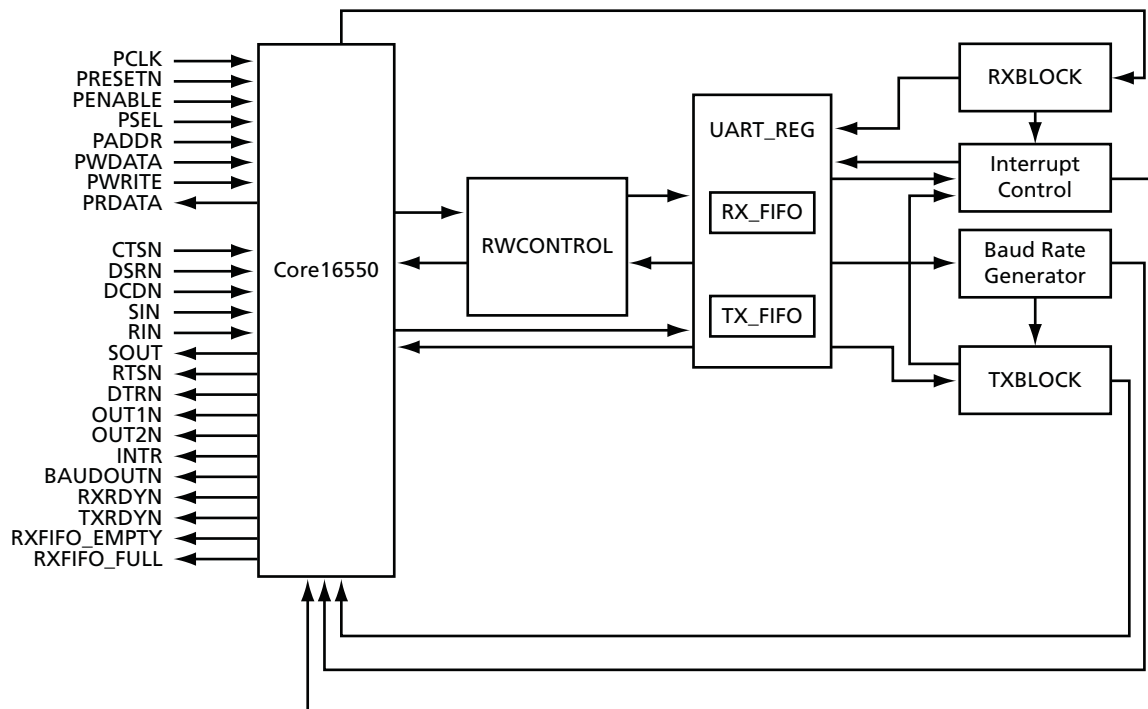 PCLK
PRESETN
PENABLE
PSEL
PADDR
PWDATA
PWRITE
PRDATA
CTSN
DSRN
DCDN
SIN
RIN
SOUT
RTSN
DTRN
OUT1N
OUT2N
INTR
BAUDOUTN
RXRDYN
TXRDYN
RXFIFO_EMPTY
RXFIFO_FULL
Core16550
RWCONTROL
UART_REG
RX_FIFO
TX_FIFO
RXBLOCK
Interrupt
Control
Baud Rate
Generator
TXBLOCK